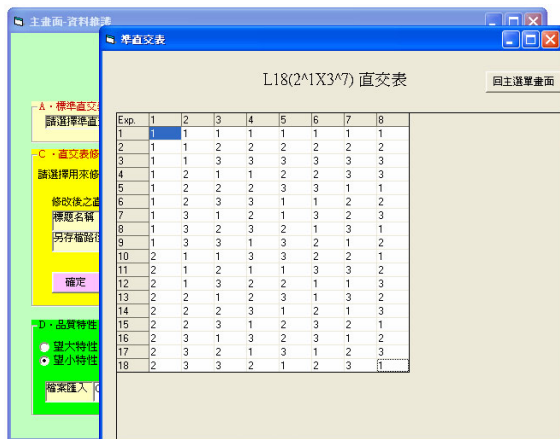 主畫面-資料維護
準直交表
L18(2^1X3^7) 直交表
回主選單畫面
A・標準直交表
請選擇準直
C・直交表修
請選擇用來修
修改後之直
標題名稱
另存檔路徑
確定
D・品質特性
望大特性
望小特性
檔案匯入
Exp. 1 2 3 4 5 6 7 8
1 1 1 1 1 1 1 1 1
2 1 1 2 2 2 2 2 2
3 1 1 3 3 3 3 3 3
4 1 2 1 1 2 2 3 3
5 1 2 2 2 3 3 1 1
6 1 2 3 3 1 1 2 2
7 1 3 1 2 1 3 2 3
8 1 3 2 3 2 1 3 1
9 1 3 3 1 3 2 1 2
10 2 1 1 3 3 2 2 1
11 2 1 2 1 1 3 3 2
12 2 1 3 2 2 1 1 3
13 2 2 1 2 3 1 3 2
14 2 2 2 3 1 2 1 3
15 2 2 3 1 2 3 2 1
16 2 3 1 3 2 3 1 2
17 2 3 2 1 3 1 2 3
18 2 3 3 2 1 2 3 1